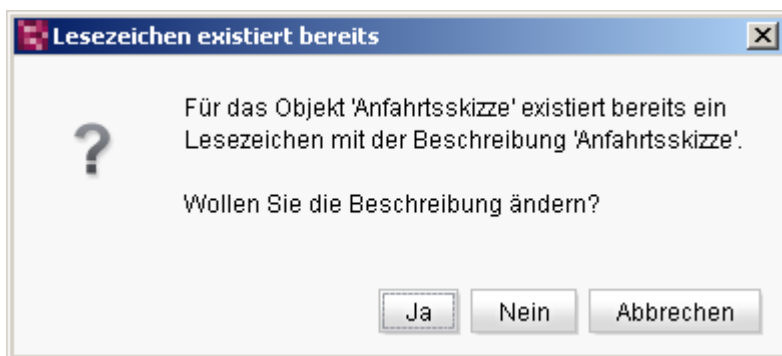 Lesezeichen existiert bereits
Für das Objekt 'Anfahrtsskizze' existiert bereits ein
Lesezeichen mit der Beschreibung 'Anfahrtsskizze'.
Wollen Sie die Beschreibung ändern?
Ja
Nein
Abbrechen